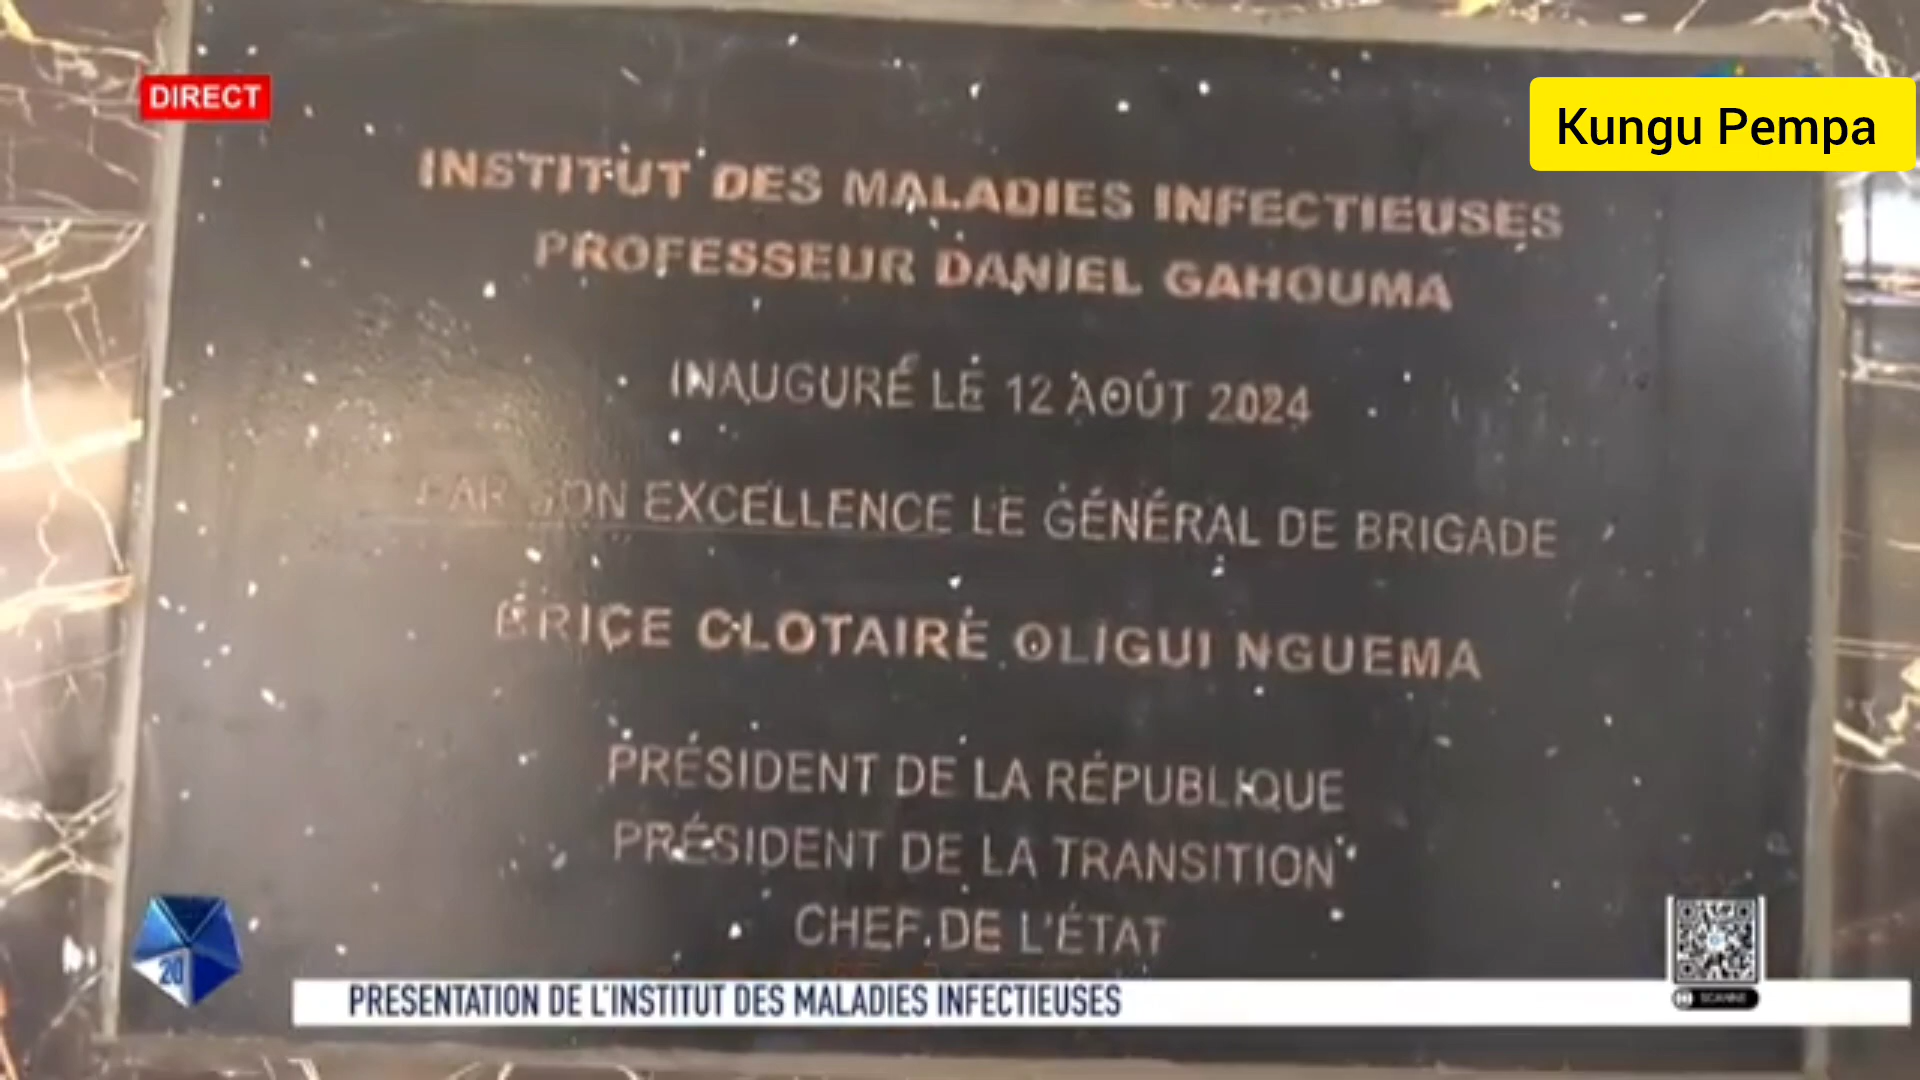 DIRECT
Kungu Pempa
INSTITUT DES MALADIES INFECTIEUSES
PROFESSEUR DANIEL GAHOUMA
INAUGURÉ LE 12 AOÛT 2024
PAR SON EXCELLENCE LE GÉNÉRAL DE BRIGADE
BRICE CLOTAIRE OLIGUI NGUEMA
PRÉSIDENT DE LA RÉPUBLIQUE
PRÉSIDENT DE LA TRANSITION
CHEF DE L'ÉTAT
20
PRESENTATION DE L'INSTITUT DES MALADIES INFECTIEUSES